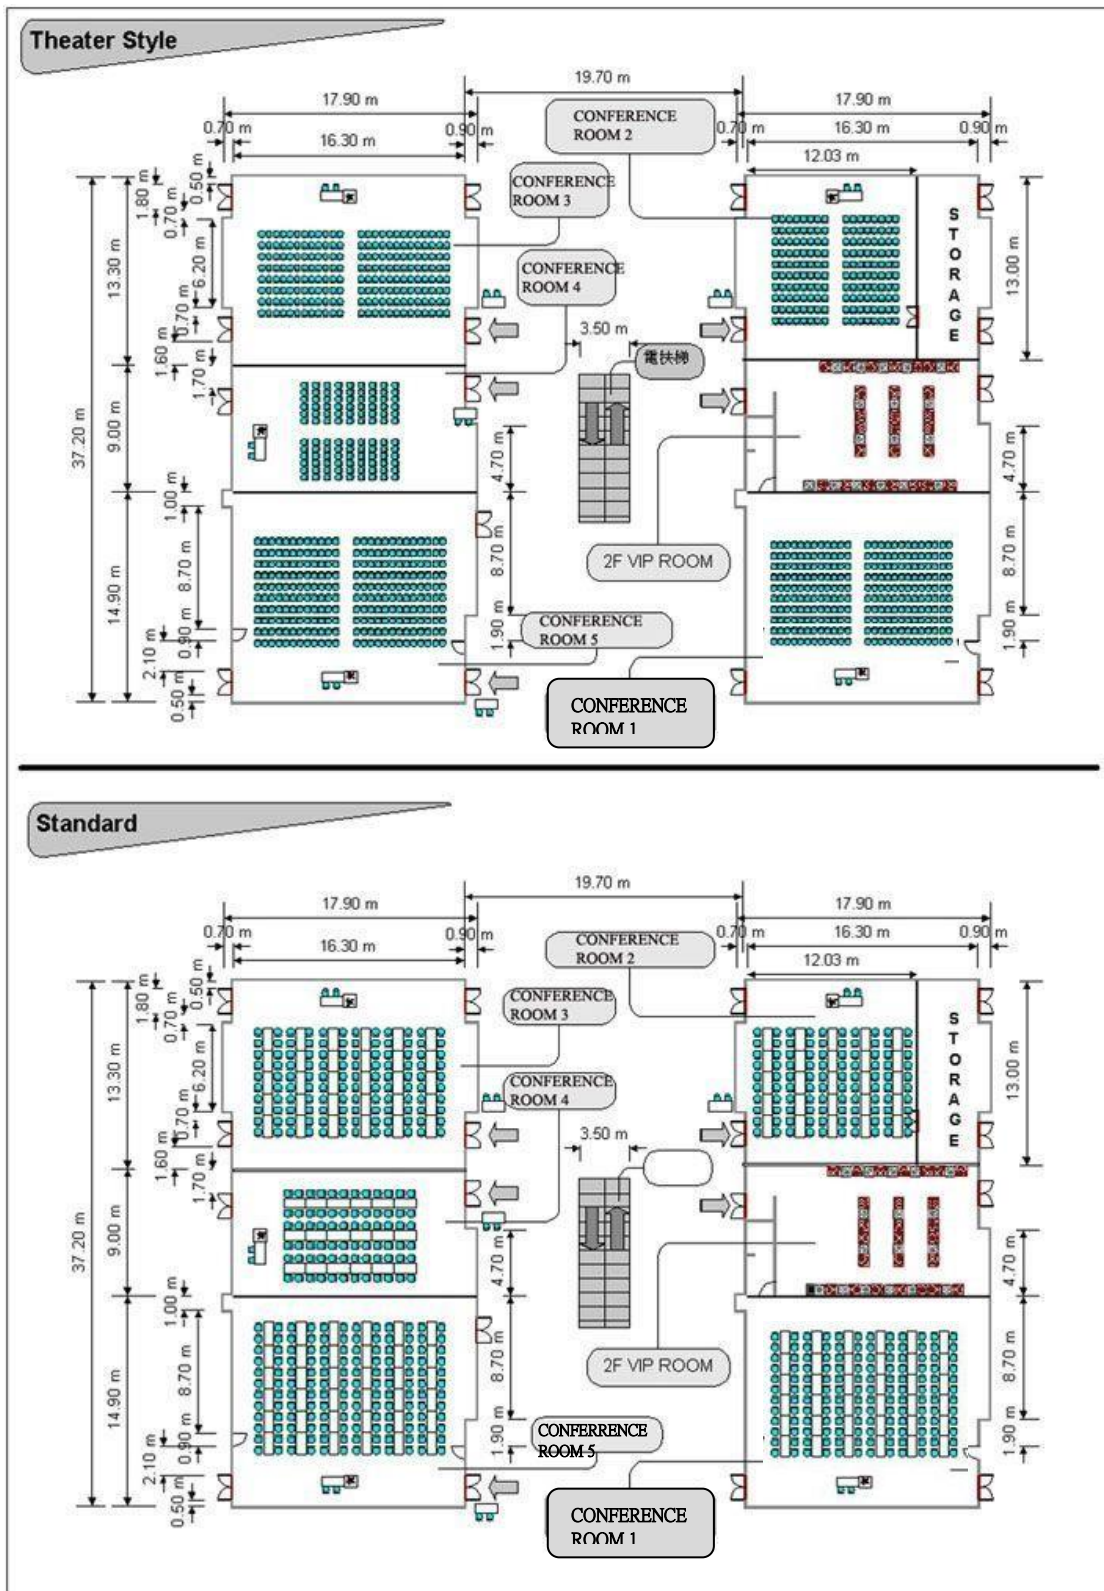 Theater Style
19.70 m
17.90 m
17.90 m
0.70 m
0.90 m
0.70 m
0.90 m
16.30 m
16.30 m
12.03 m
CONFERENCE
ROOM 2
CONFERENCE
ROOM 3
CONFERENCE
ROOM 4
3.50 m
電扶梯
STORAGE
1.80 m
0.50 m
0.70 m
6.20 m
0.70 m
13.30 m
1.60 m
1.70 m
37.20 m
9.00 m
1.00 m
4.70 m
8.70 m
14.90 m
0.90 m
2.10 m
0.50 m
8.70 m
1.90 m
13.00 m
4.70 m
8.70 m
1.90 m
2F VIP ROOM
CONFERENCE
ROOM 5
CONFERENCE
ROOM 1
Standard
19.70 m
17.90 m
17.90 m
0.70 m
0.90 m
0.70 m
0.90 m
16.30 m
16.30 m
12.03 m
CONFERENCE
ROOM 2
CONFERENCE
ROOM 3
CONFERENCE
ROOM 4
3.50 m
STORAGE
1.80 m
0.50 m
0.70 m
6.20 m
0.70 m
13.30 m
1.60 m
1.70 m
37.20 m
9.00 m
1.00 m
4.70 m
8.70 m
14.90 m
0.90 m
2.10 m
0.50 m
8.70 m
1.90 m
13.00 m
4.70 m
8.70 m
1.90 m
2F VIP ROOM
CONFERRENCE
ROOM 5
CONFERENCE
ROOM 1